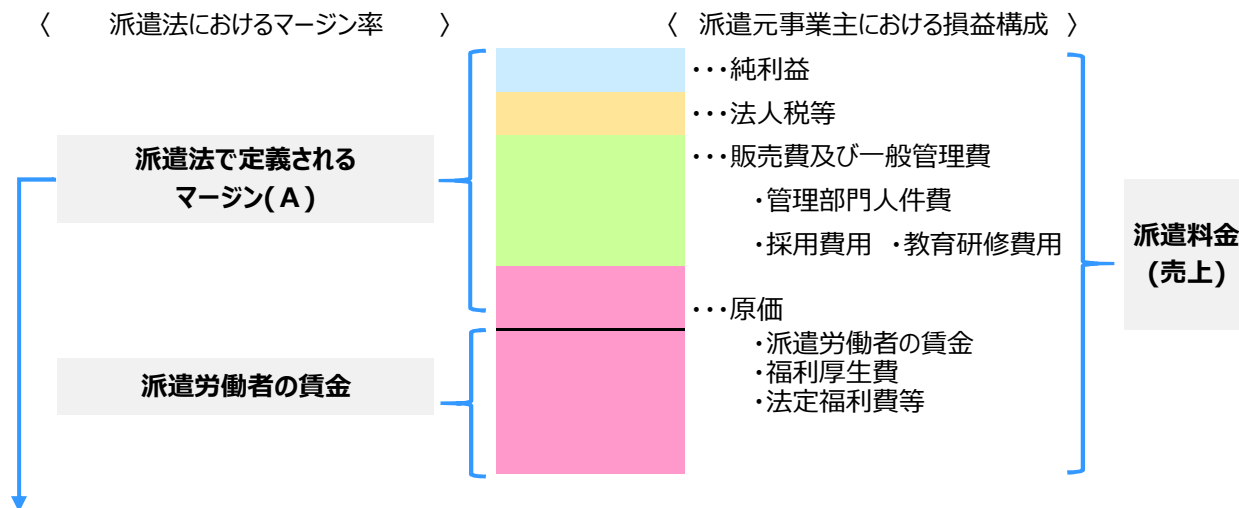 〈　派遣法におけるマージン率　〉
〈　派遣元事業主における損益構成　〉
・・・純利益
・・・法人税等
・・・販売費及び一般管理費
・管理部門人件費
・採用費用　・教育研修費用
・・・原価
・派遣労働者の賃金
・福利厚生費
・法定福利費等
派遣法で定義される
マージン(Ａ)
派遣労働者の賃金
派遣料金
(売上)